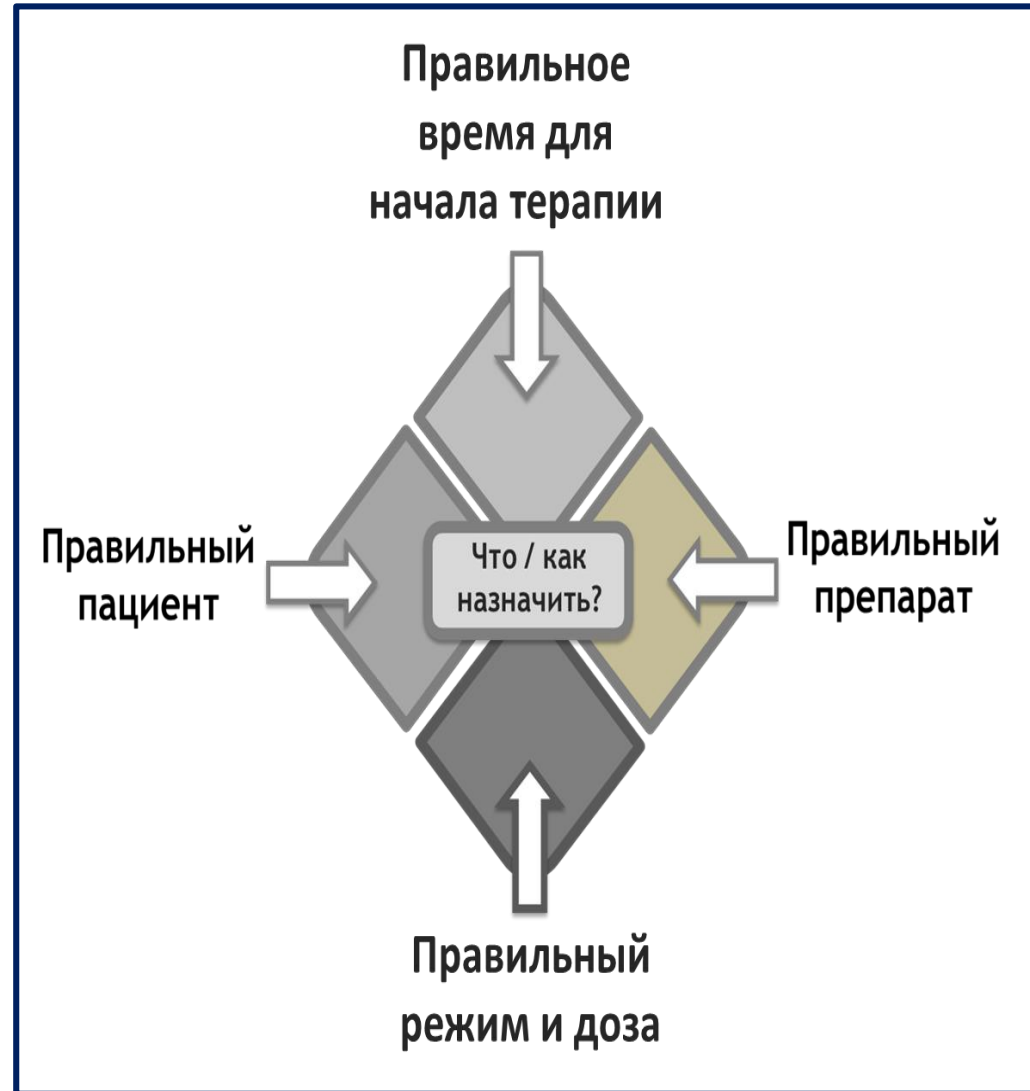 Правильное
время для
начала терапии
Правильный
пациент
Что / как
назначить?
Правильный
препарат
Правильный
режим и доза